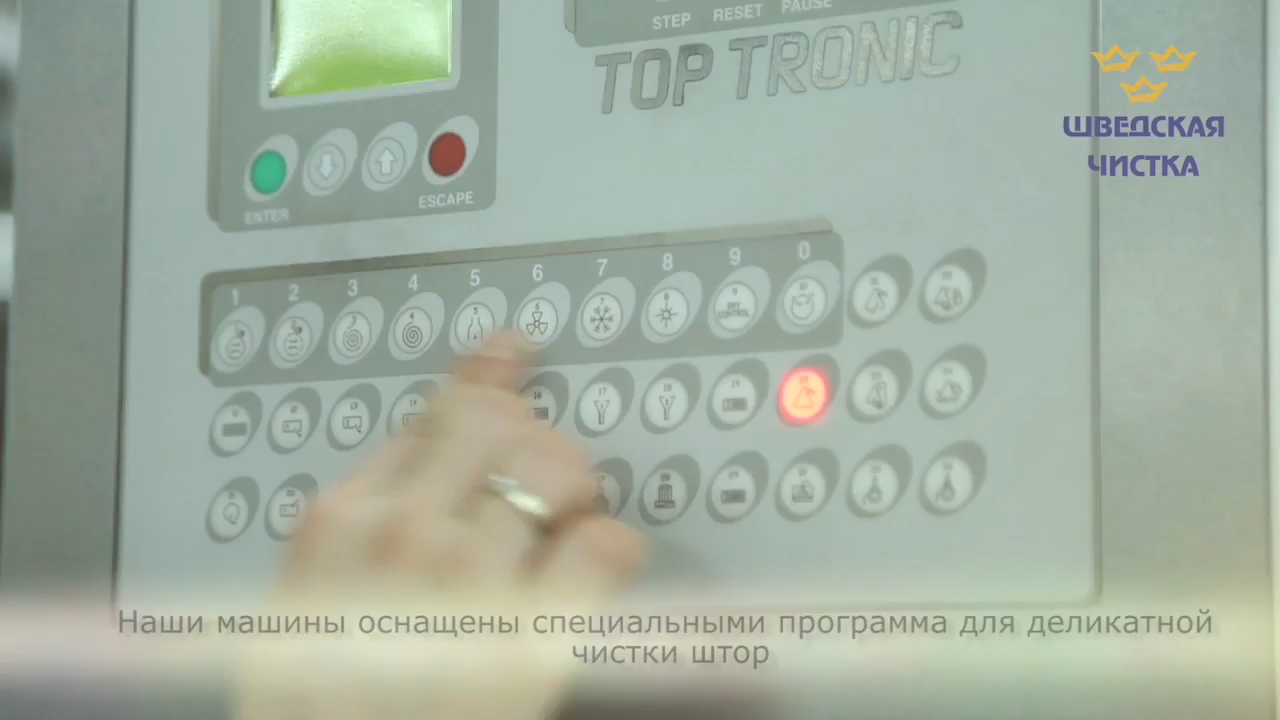 STEP RESET PAUSE
TOP TRONIC
ШВЕДСКАЯ
ЧИСТКА
ENTER
ESCAPE
1 2 3 4 5 6 7 8 9 0
Наши машины оснащены специальными программа для деликатной
чистки штор